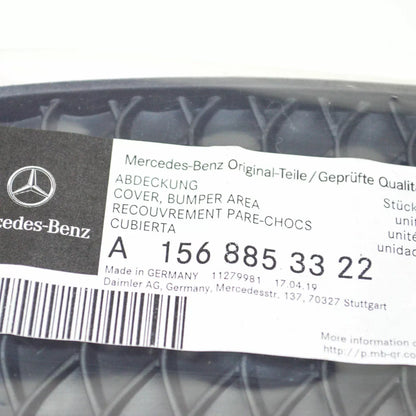 Mercedes-Benz
Mercedes-Benz Original-Teile/Geprüfte Qualit
ABDECKUNG
COVER, BUMPER AREA
RECOUVREMENT PARE-CHOCS
CUBIERTA
Stück
unit
unité
unidad
A 156 885 33 22
Made in GERMANY 11279981 17.04.19
Daimler AG, Germany, Mercedesstr. 137, 70327 Stuttgart
More information
http://p.mb-qr.co